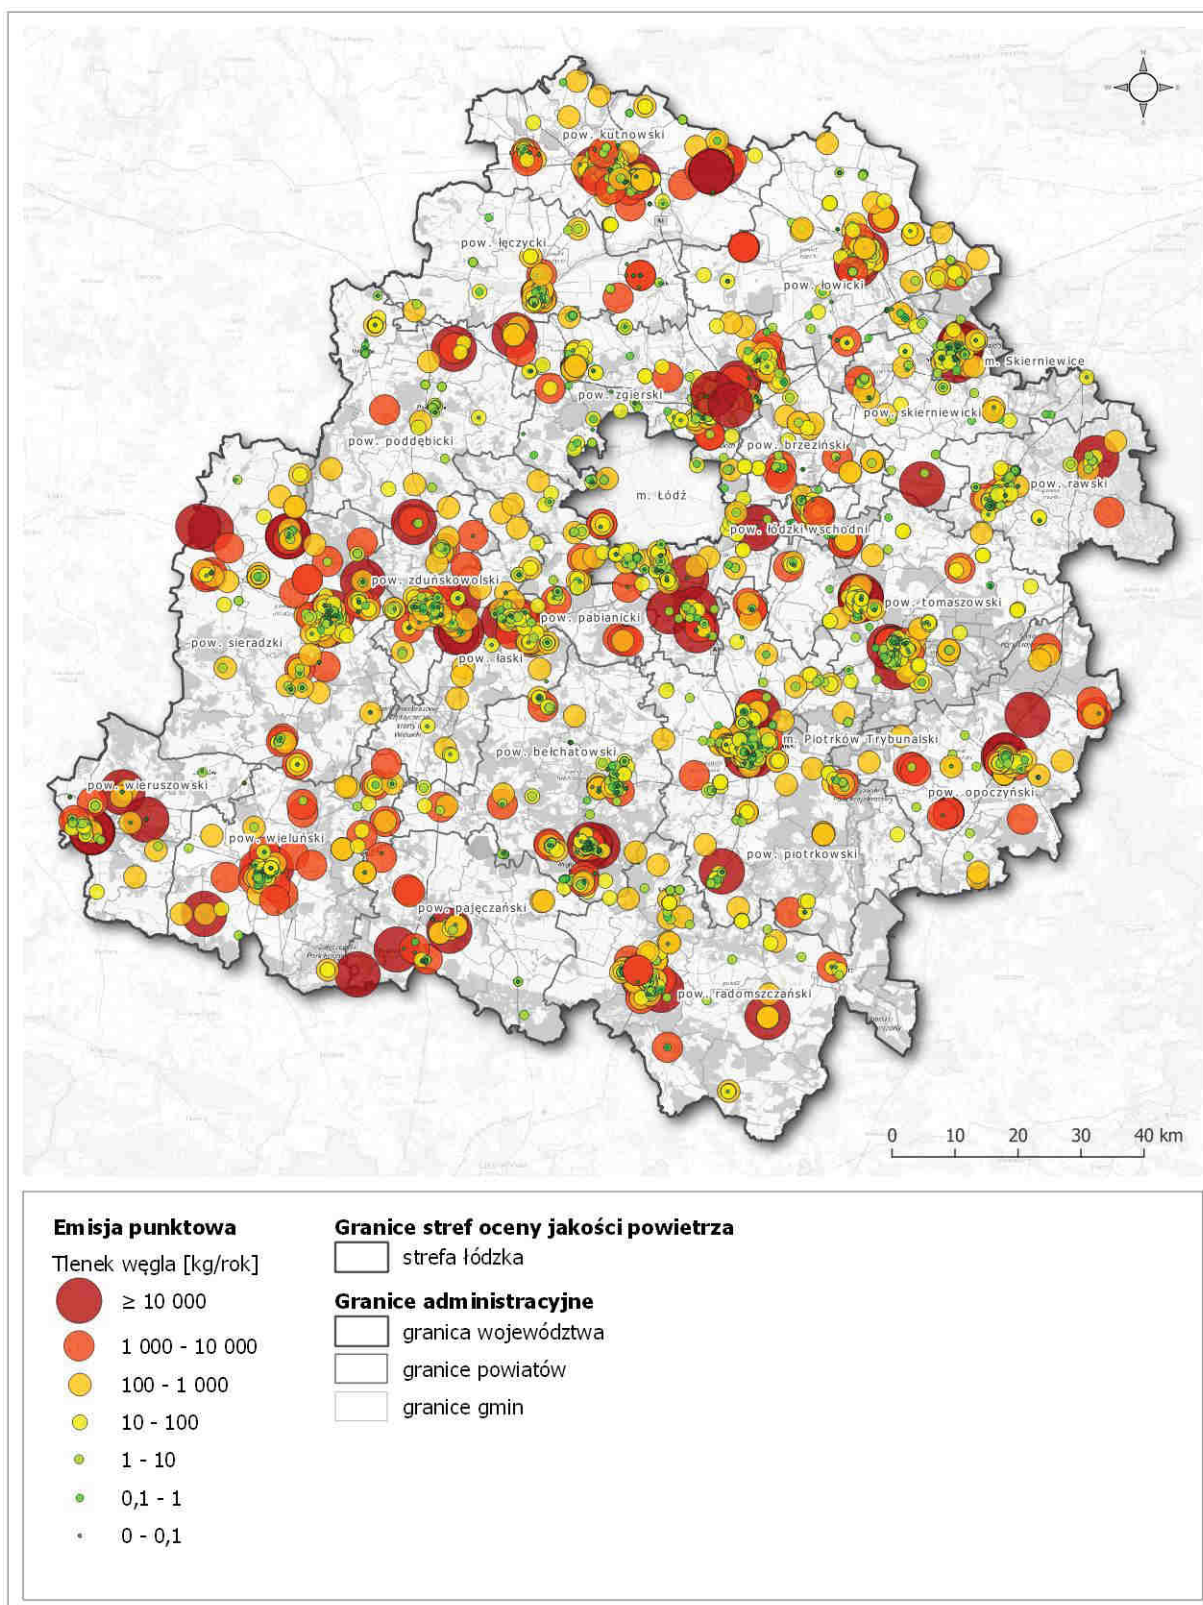 N
pow. kutnowski
pow. łęczycki
pow. łowicki
m. Skierniewice
pow. zgierski
pow. skierniewicki
pow. poddębicki
pow. brzeziński
pow. rawski
m. Łódź
pow. łódzki wschodni
pow. zduńskowolski
pow. pabianicki
pow. tomaszowski
pow. sieradzki
pow. łaski
m. Piotrków Trybunalski
pow. bełchatowski
pow. wieruszowski
pow. opoczyński
pow. wieluński
pow. piotrkowski
pow. pajęczański
pow. radomszczański
0 10 20 30 40 km
Emisja punktowa
Tlenek węgla [kg/rok]
≥ 10 000
1 000 - 10 000
100 - 1 000
10 - 100
1 - 10
0,1 - 1
0 - 0,1
Granice stref oceny jakości powietrza
strefa łódzka
Granice administracyjne
granica województwa
granice powiatów
granice gmin